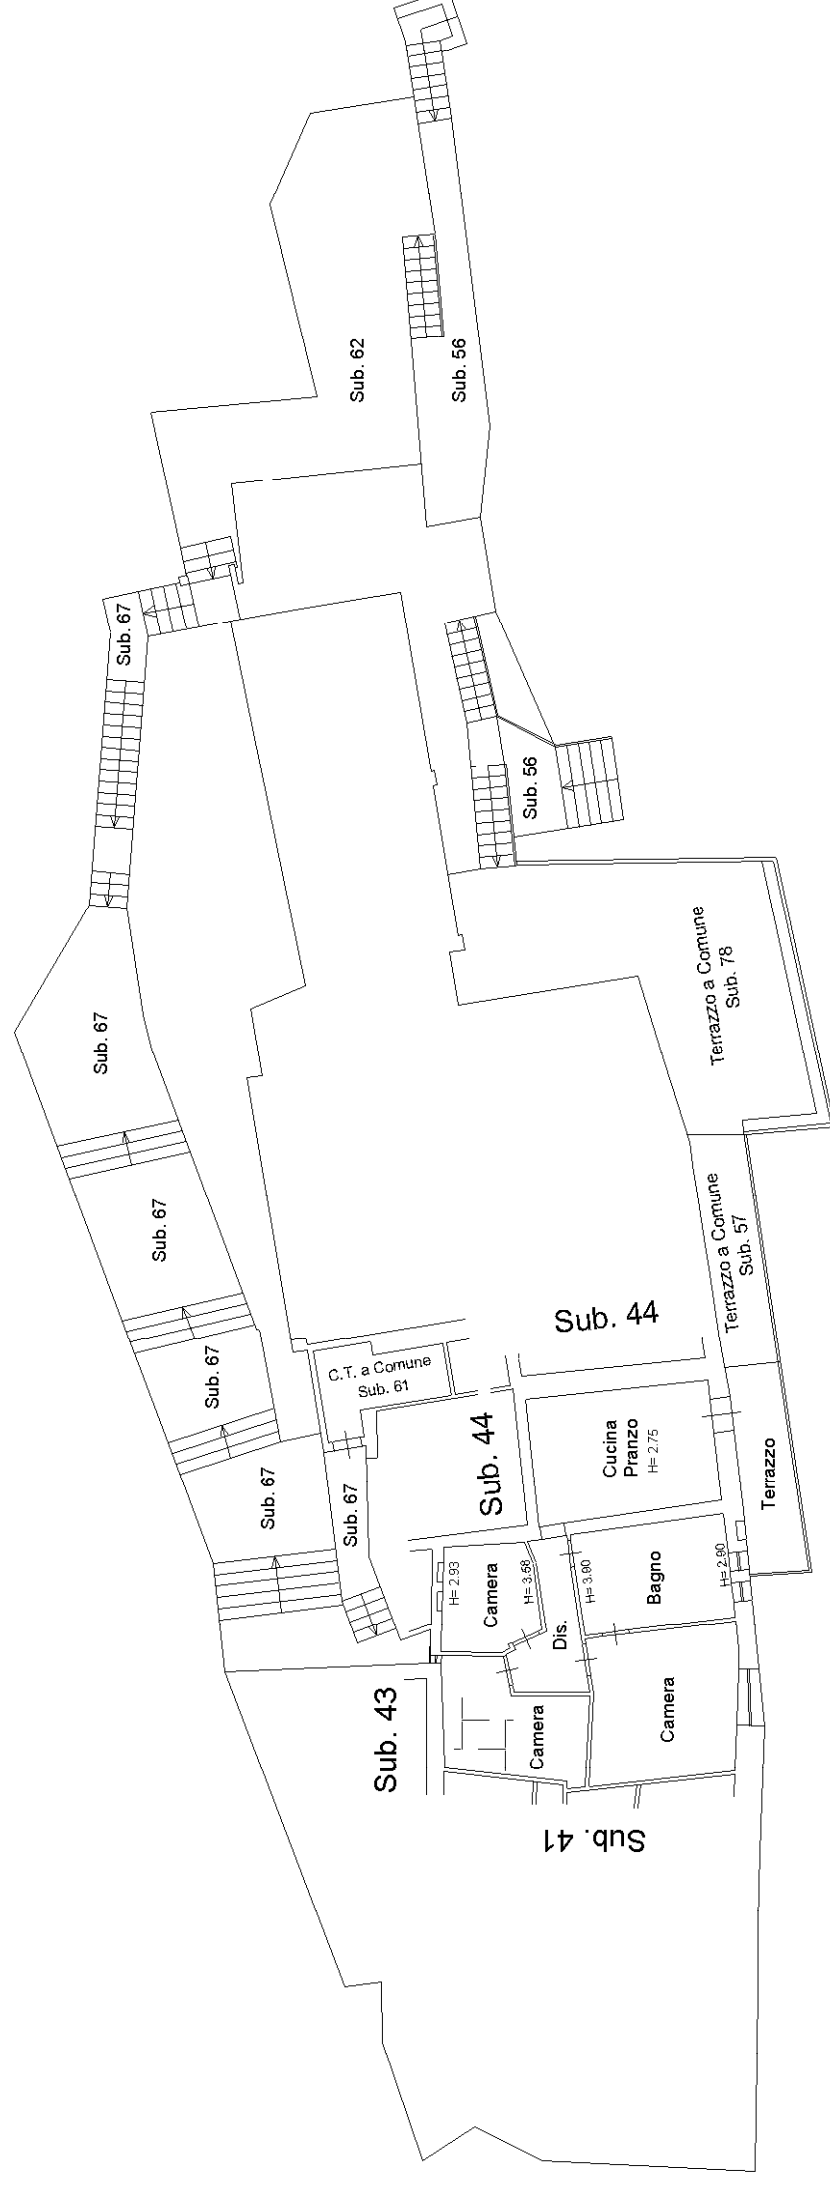 Sub. 62
Sub. 56
Sub. 67
Sub. 56
Terrazzo a Comune
Sub. 78
Sub. 67
Sub. 67
Terrazzo a Comune
Sub. 57
Sub. 44
C.T. a Comune
Sub. 61
Sub. 67
Sub. 44
Cucina
Pranzo
H= 2.75
Terrazzo
Sub. 67
Sub. 67
H= 2.93
Camera
H= 3.58
H= 3.90
Bagno
H= 2.90
Dis.
Sub. 43
Camera
Camera
Sub. 41